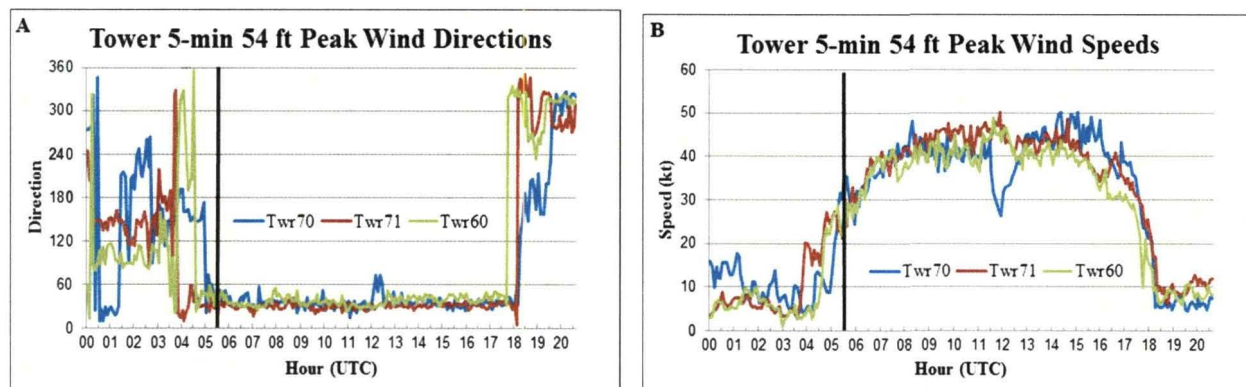 A
Tower 5-min 54 ft Peak Wind Directions
360
300
240
180
120
60
0
Direction
Twr70 Twr71 Twr60
00 01 02 03 04 05 06 07 08 09 10 11 12 13 14 15 16 17 18 19 20
Hour (UTC)
B
Tower 5-min 54 ft Peak Wind Speeds
60
50
40
30
20
10
0
Speed (kt)
Twr70 Twr71 Twr60
00 01 02 03 04 05 06 07 08 09 10 11 12 13 14 15 16 17 18 19 20
Hour (UTC)